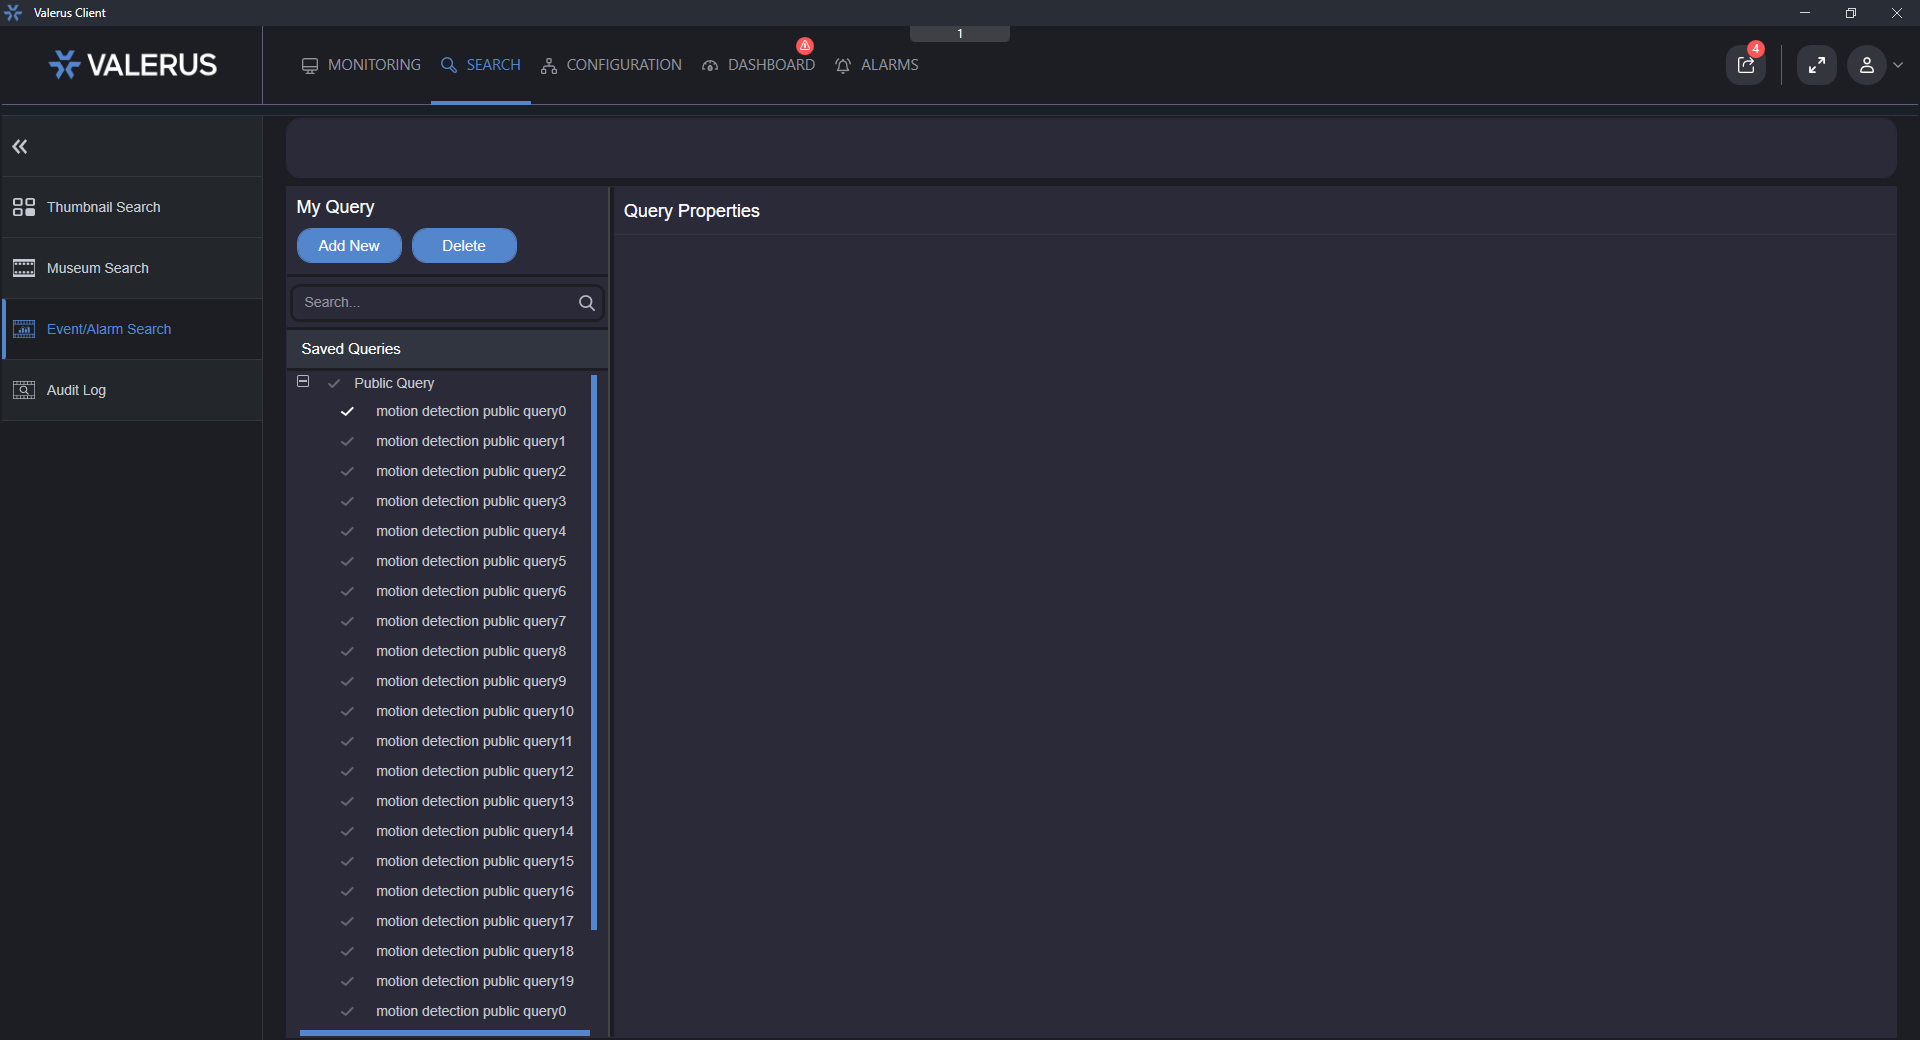 Valerus Client
1
VALERUS
MONITORING
SEARCH
CONFIGURATION
DASHBOARD
ALARMS
4
Thumbnail Search
Museum Search
Event/Alarm Search
Audit Log
My Query
Add New
Delete
Search...
Saved Queries
Public Query
motion detection public query0
motion detection public query1
motion detection public query2
motion detection public query3
motion detection public query4
motion detection public query5
motion detection public query6
motion detection public query7
motion detection public query8
motion detection public query9
motion detection public query10
motion detection public query11
motion detection public query12
motion detection public query13
motion detection public query14
motion detection public query15
motion detection public query16
motion detection public query17
motion detection public query18
motion detection public query19
motion detection public query0
Query Properties